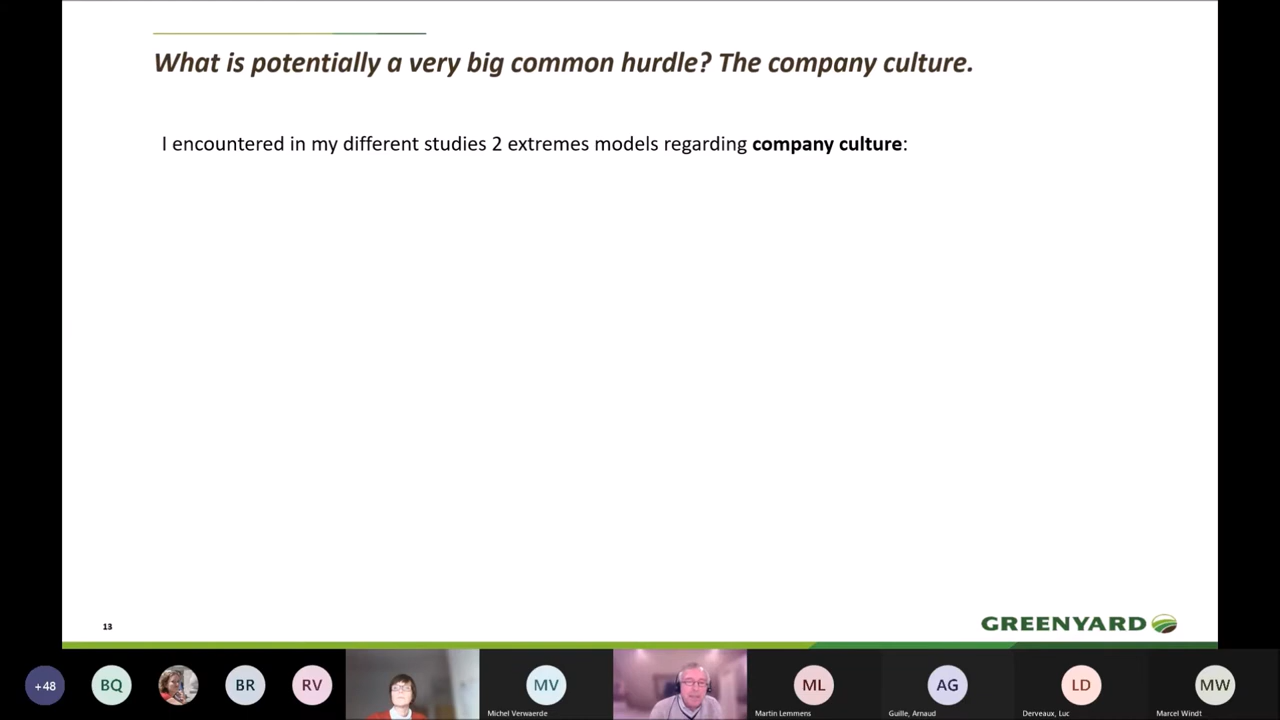 What is potentially a very big common hurdle? The company culture.
I encountered in my different studies 2 extremes models regarding company culture:
13
GREENYARD
+48
BQ
BR
RV
MV
Michel Verwaerde
ML
Martin Lemmens
AG
Guille, Arnaud
LD
Derveaux, Luc
MW
Marcel Windt